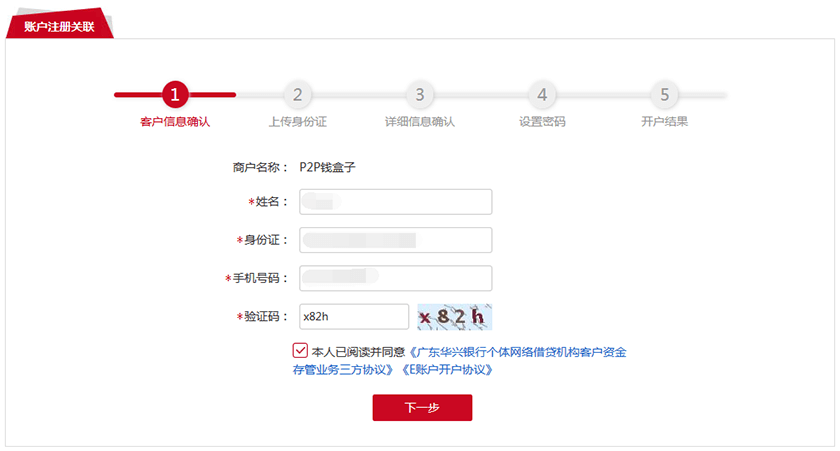 账户注册关联
1 2 3 4 5
客户信息确认 上传身份证 详细信息确认 设置密码 开户结果
商户名称： P2P钱盒子
*姓名：
*身份证：
*手机号码：
*验证码： x82h x82h
本人已阅读并同意《广东华兴银行个体网络借贷机构客户资金
存管业务三方协议》《E账户开户协议》
下一步